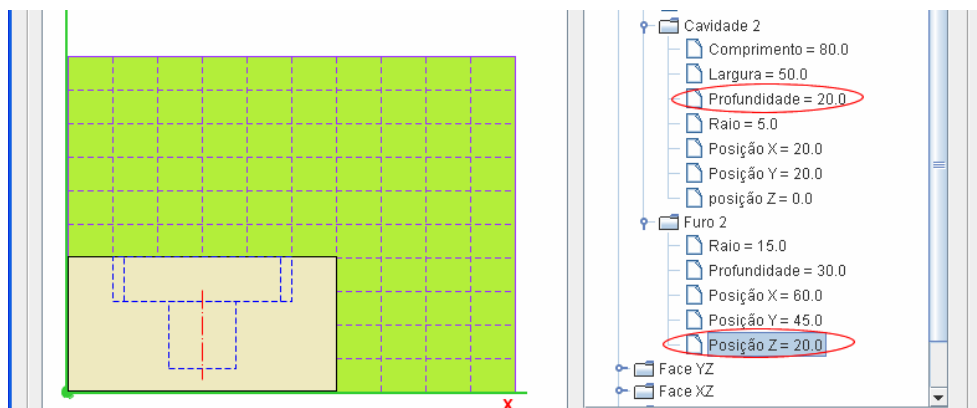 X
Cavidade 2
Comprimento = 80.0
Largura = 50.0
Profundidade = 20.0
Raio = 5.0
Posição X = 20.0
Posição Y = 20.0
posição Z = 0.0
Furo 2
Raio = 15.0
Profundidade = 30.0
Posição X = 60.0
Posição Y = 45.0
Posição Z = 20.0
Face YZ
Face XZ